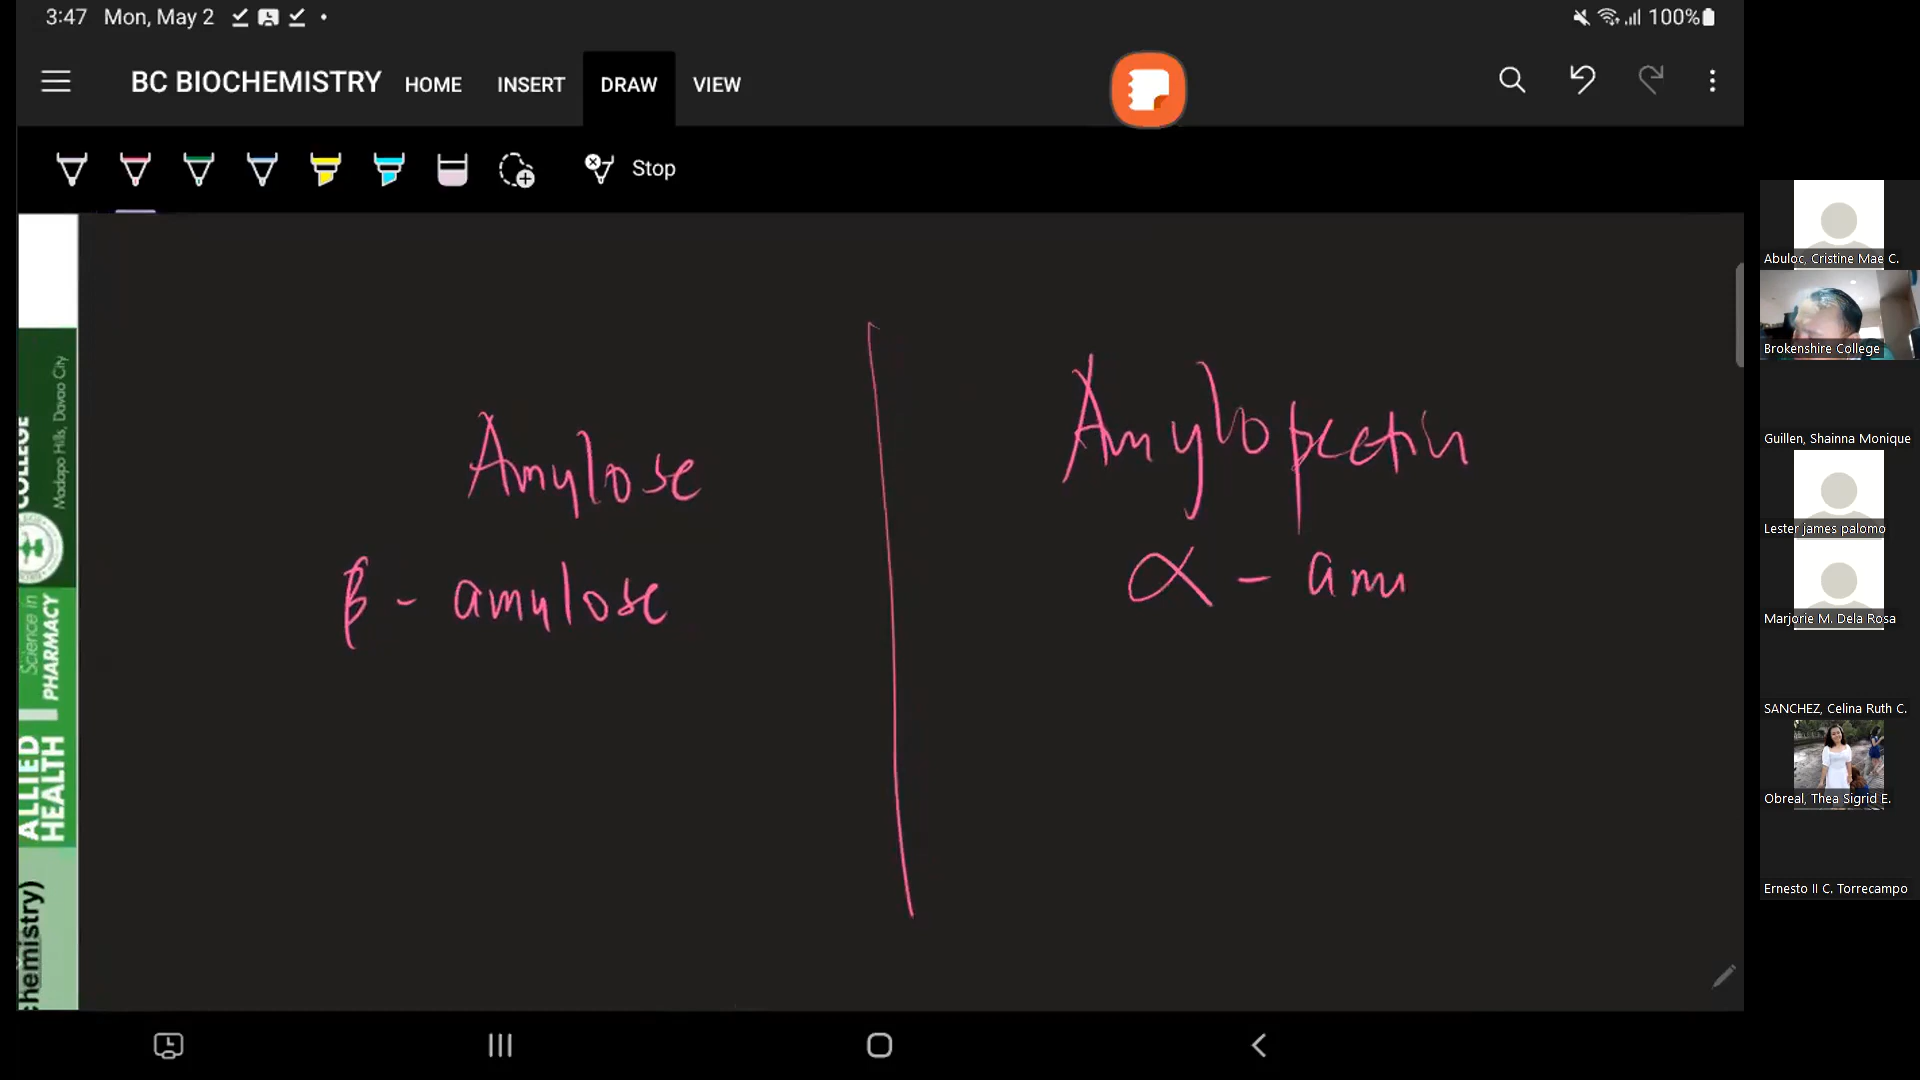 3:47 Mon, May 2
100%
BC BIOCHEMISTRY HOME INSERT DRAW VIEW
Stop
COLLEGE
Madapo Hills, Davao City
Science in
PHARMACY
ALLIED
HEALTH
chemistry)
Amylose
β - amylose
Amylopectin
α - amy
Abuloc, Cristine Mae C.
Brokenshire College
Guillen, Shainna Monique
Lester james palomo
Marjorie M. Dela Rosa
SANCHEZ, Celina Ruth C.
Obreal, Thea Sigrid E.
Ernesto II C. Torrecampo